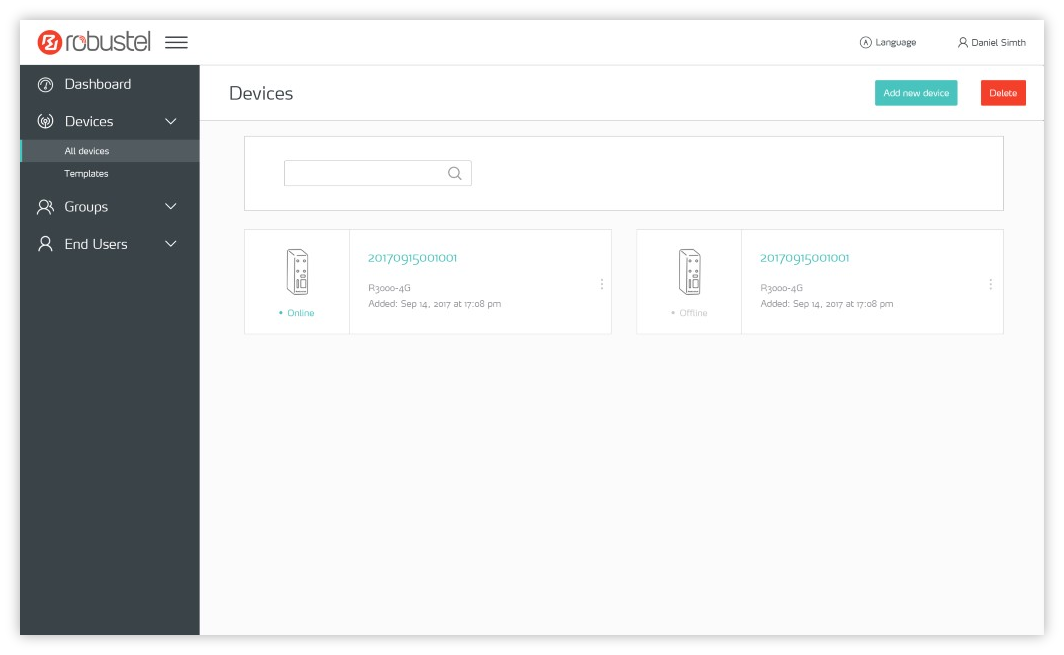 robustel
Language
Daniel Simth
Dashboard
Devices
All devices
Templates
Groups
End Users
Devices
Add new device
Delete
20170915001001
R3000-4G
Added: Sep 14, 2017 at 17:08 pm
• Online
20170915001001
R3000-4G
Added: Sep 14, 2017 at 17:08 pm
• Offline